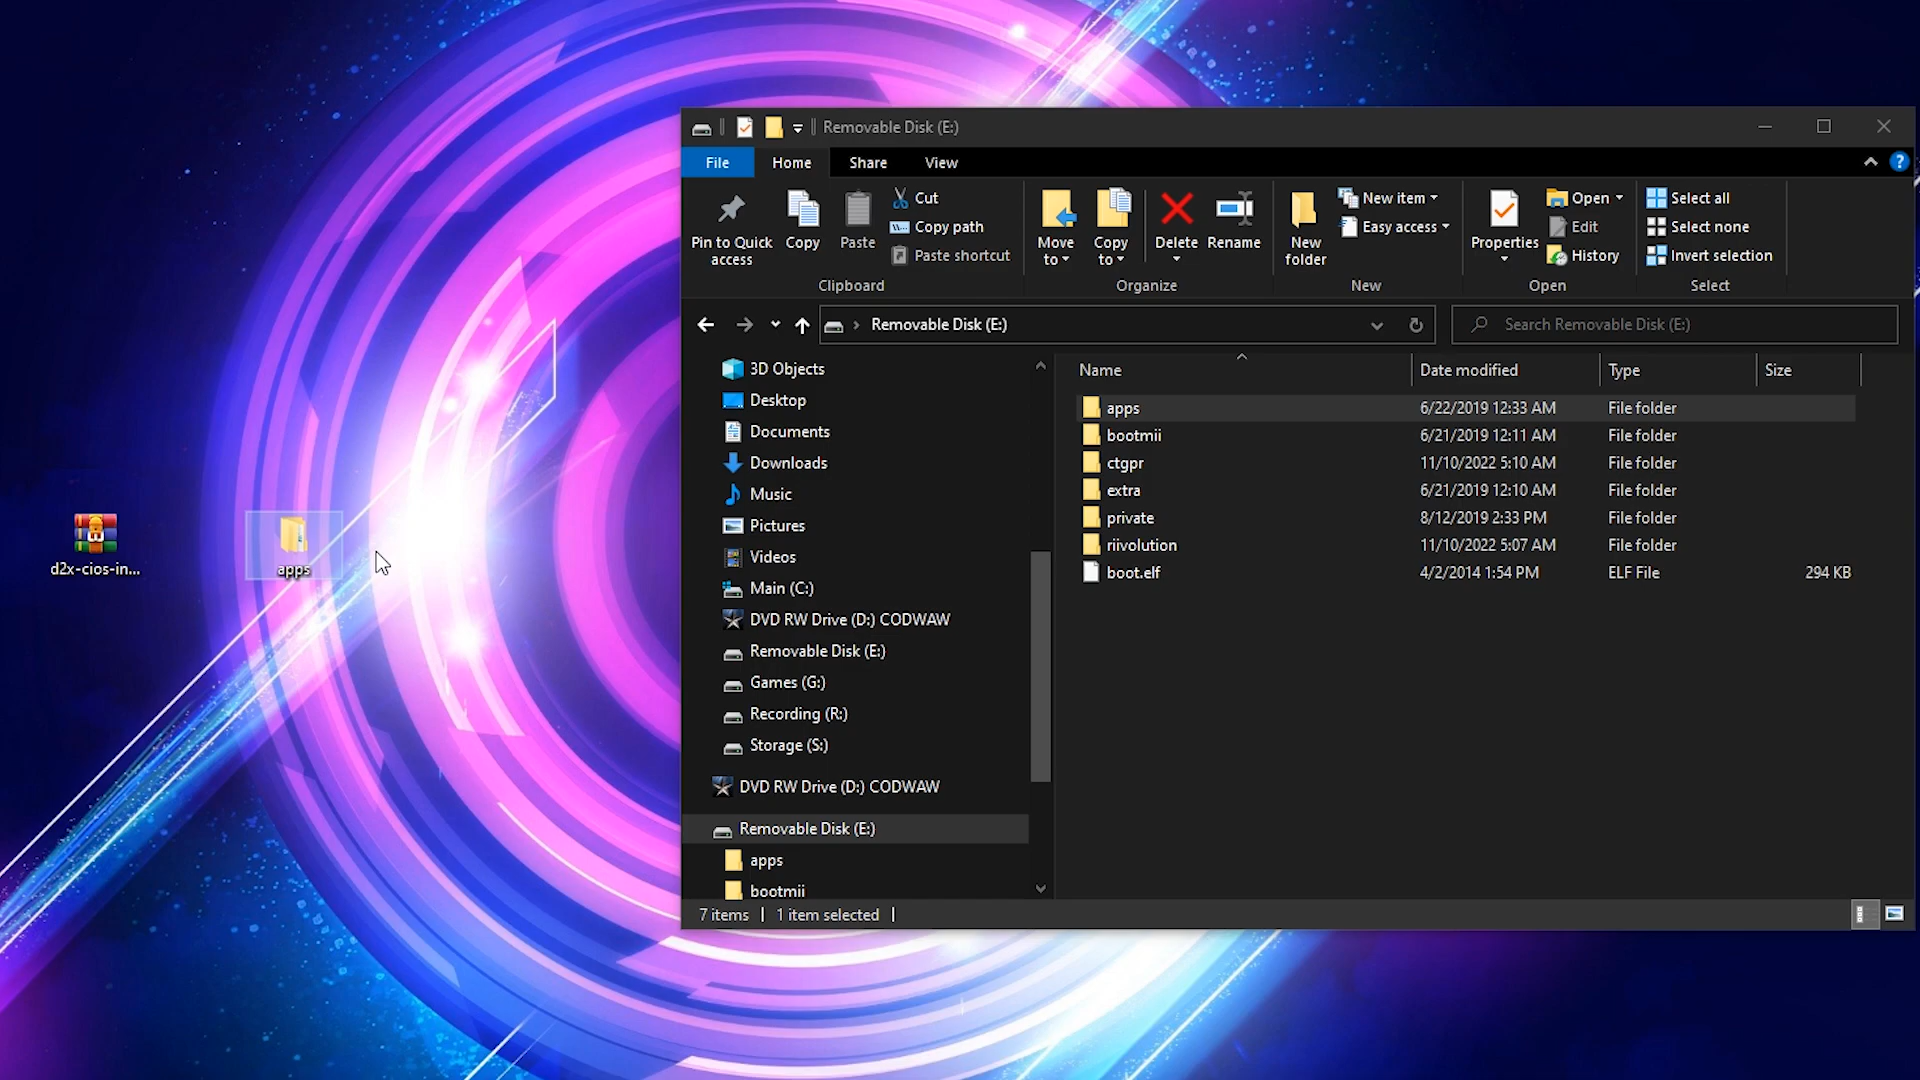 Removable Disk (E:)
File Home Share View
Pin to Quick access
Copy
Paste
Cut
Copy path
Paste shortcut
Clipboard
Move to
Copy to
Delete
Rename
Organize
New folder
New item
Easy access
New
Properties
Open
Edit
History
Open
Select all
Select none
Invert selection
Select
Removable Disk (E:)
Search Removable Disk (E:)
3D Objects
Desktop
Documents
Downloads
Music
Pictures
Videos
Main (C:)
DVD RW Drive (D:) CODWAW
Removable Disk (E:)
Games (G:)
Recording (R:)
Storage (S:)
DVD RW Drive (D:) CODWAW
Removable Disk (E:)
apps
bootmii
Name Date modified Type Size
apps 6/22/2019 12:33 AM File folder
bootmii 6/21/2019 12:11 AM File folder
ctgpr 11/10/2022 5:10 AM File folder
extra 6/21/2019 12:10 AM File folder
private 8/12/2019 2:33 PM File folder
riivolution 11/10/2022 5:07 AM File folder
boot.elf 4/2/2014 1:54 PM ELF File 294 KB
7 items 1 item selected
d2x-cios-in...
apps